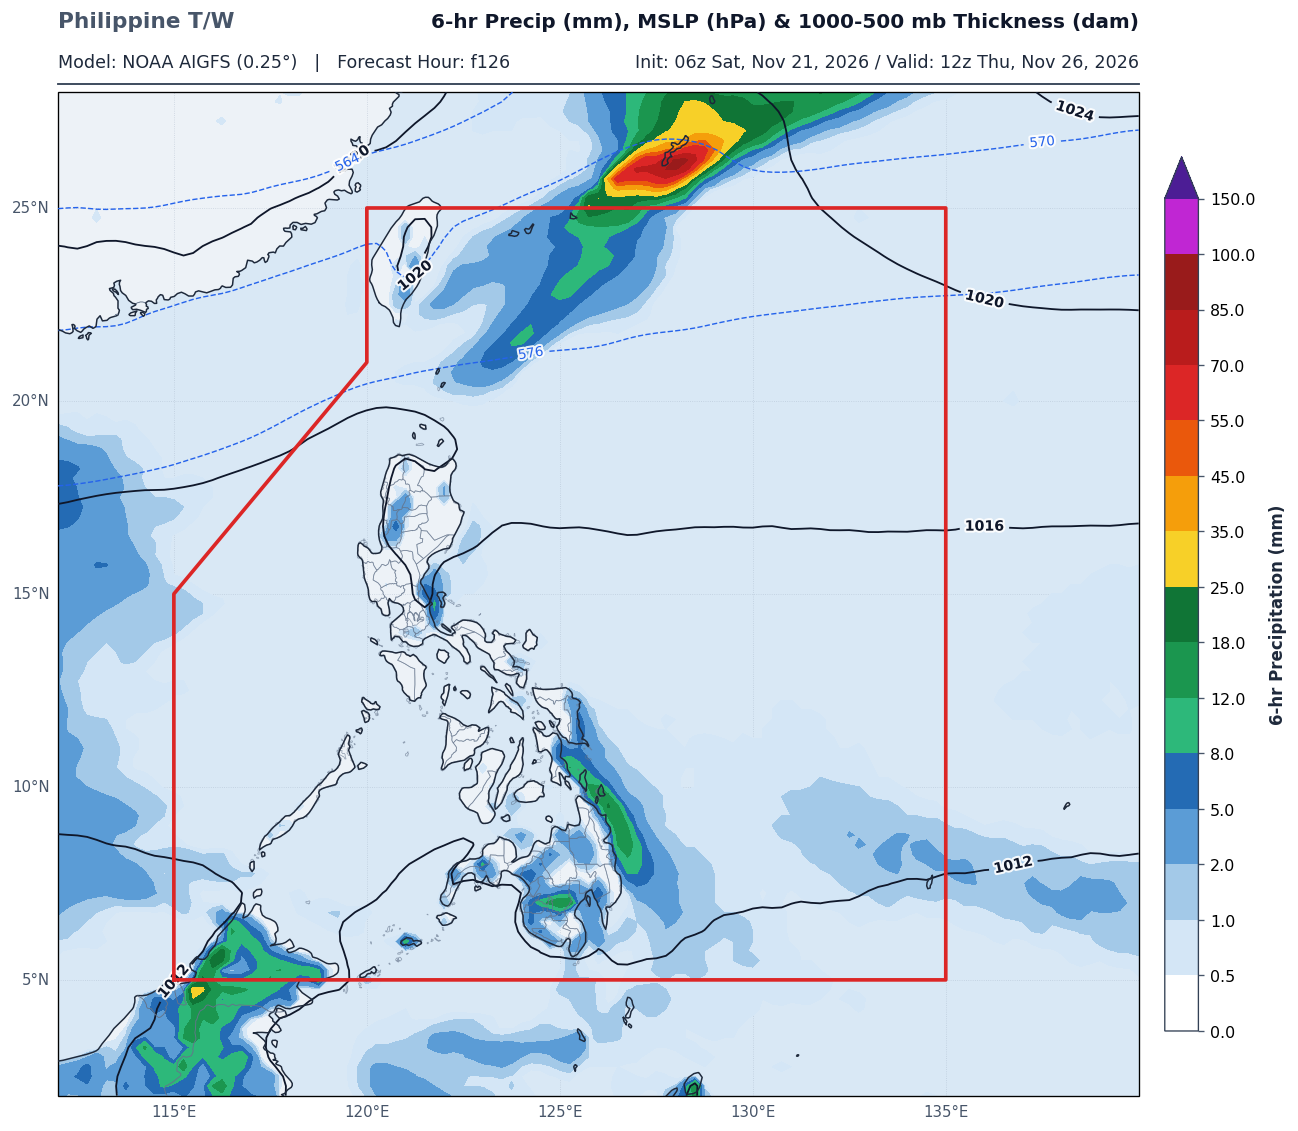 Philippine T/W
6-hr Precip (mm), MSLP (hPa) & 1000-500 mb Thickness (dam)
Model: NOAA AIGFS (0.25°) | Forecast Hour: f126
Init: 06z Sat, Nov 21, 2026 / Valid: 12z Thu, Nov 26, 2026
1024
570
564
1020
1020
576
1016
1012
1012
25°N
20°N
15°N
10°N
5°N
115°E
120°E
125°E
130°E
135°E
150.0
100.0
85.0
70.0
55.0
45.0
35.0
25.0
18.0
12.0
8.0
5.0
2.0
1.0
0.5
0.0
6-hr Precipitation (mm)